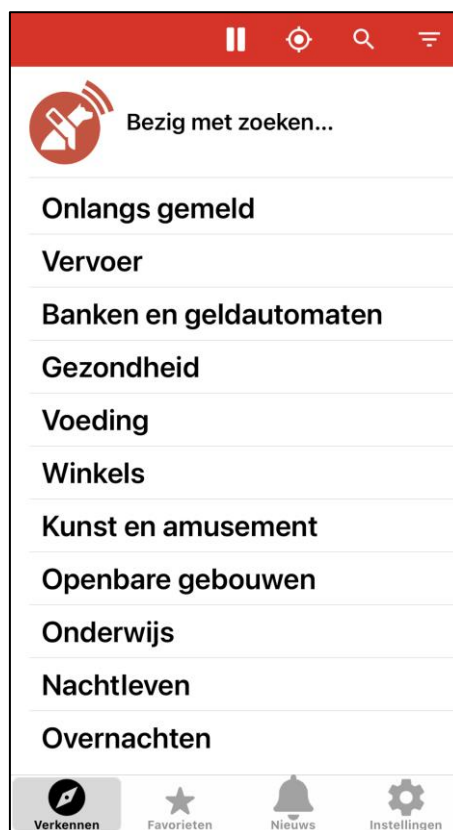 Bezig met zoeken...
Onlangs gemeld
Vervoer
Banken en geldautomaten
Gezondheid
Voeding
Winkels
Kunst en amusement
Openbare gebouwen
Onderwijs
Nachtleven
Overnachten
Verkennen Favorieten Nieuws Instellingen